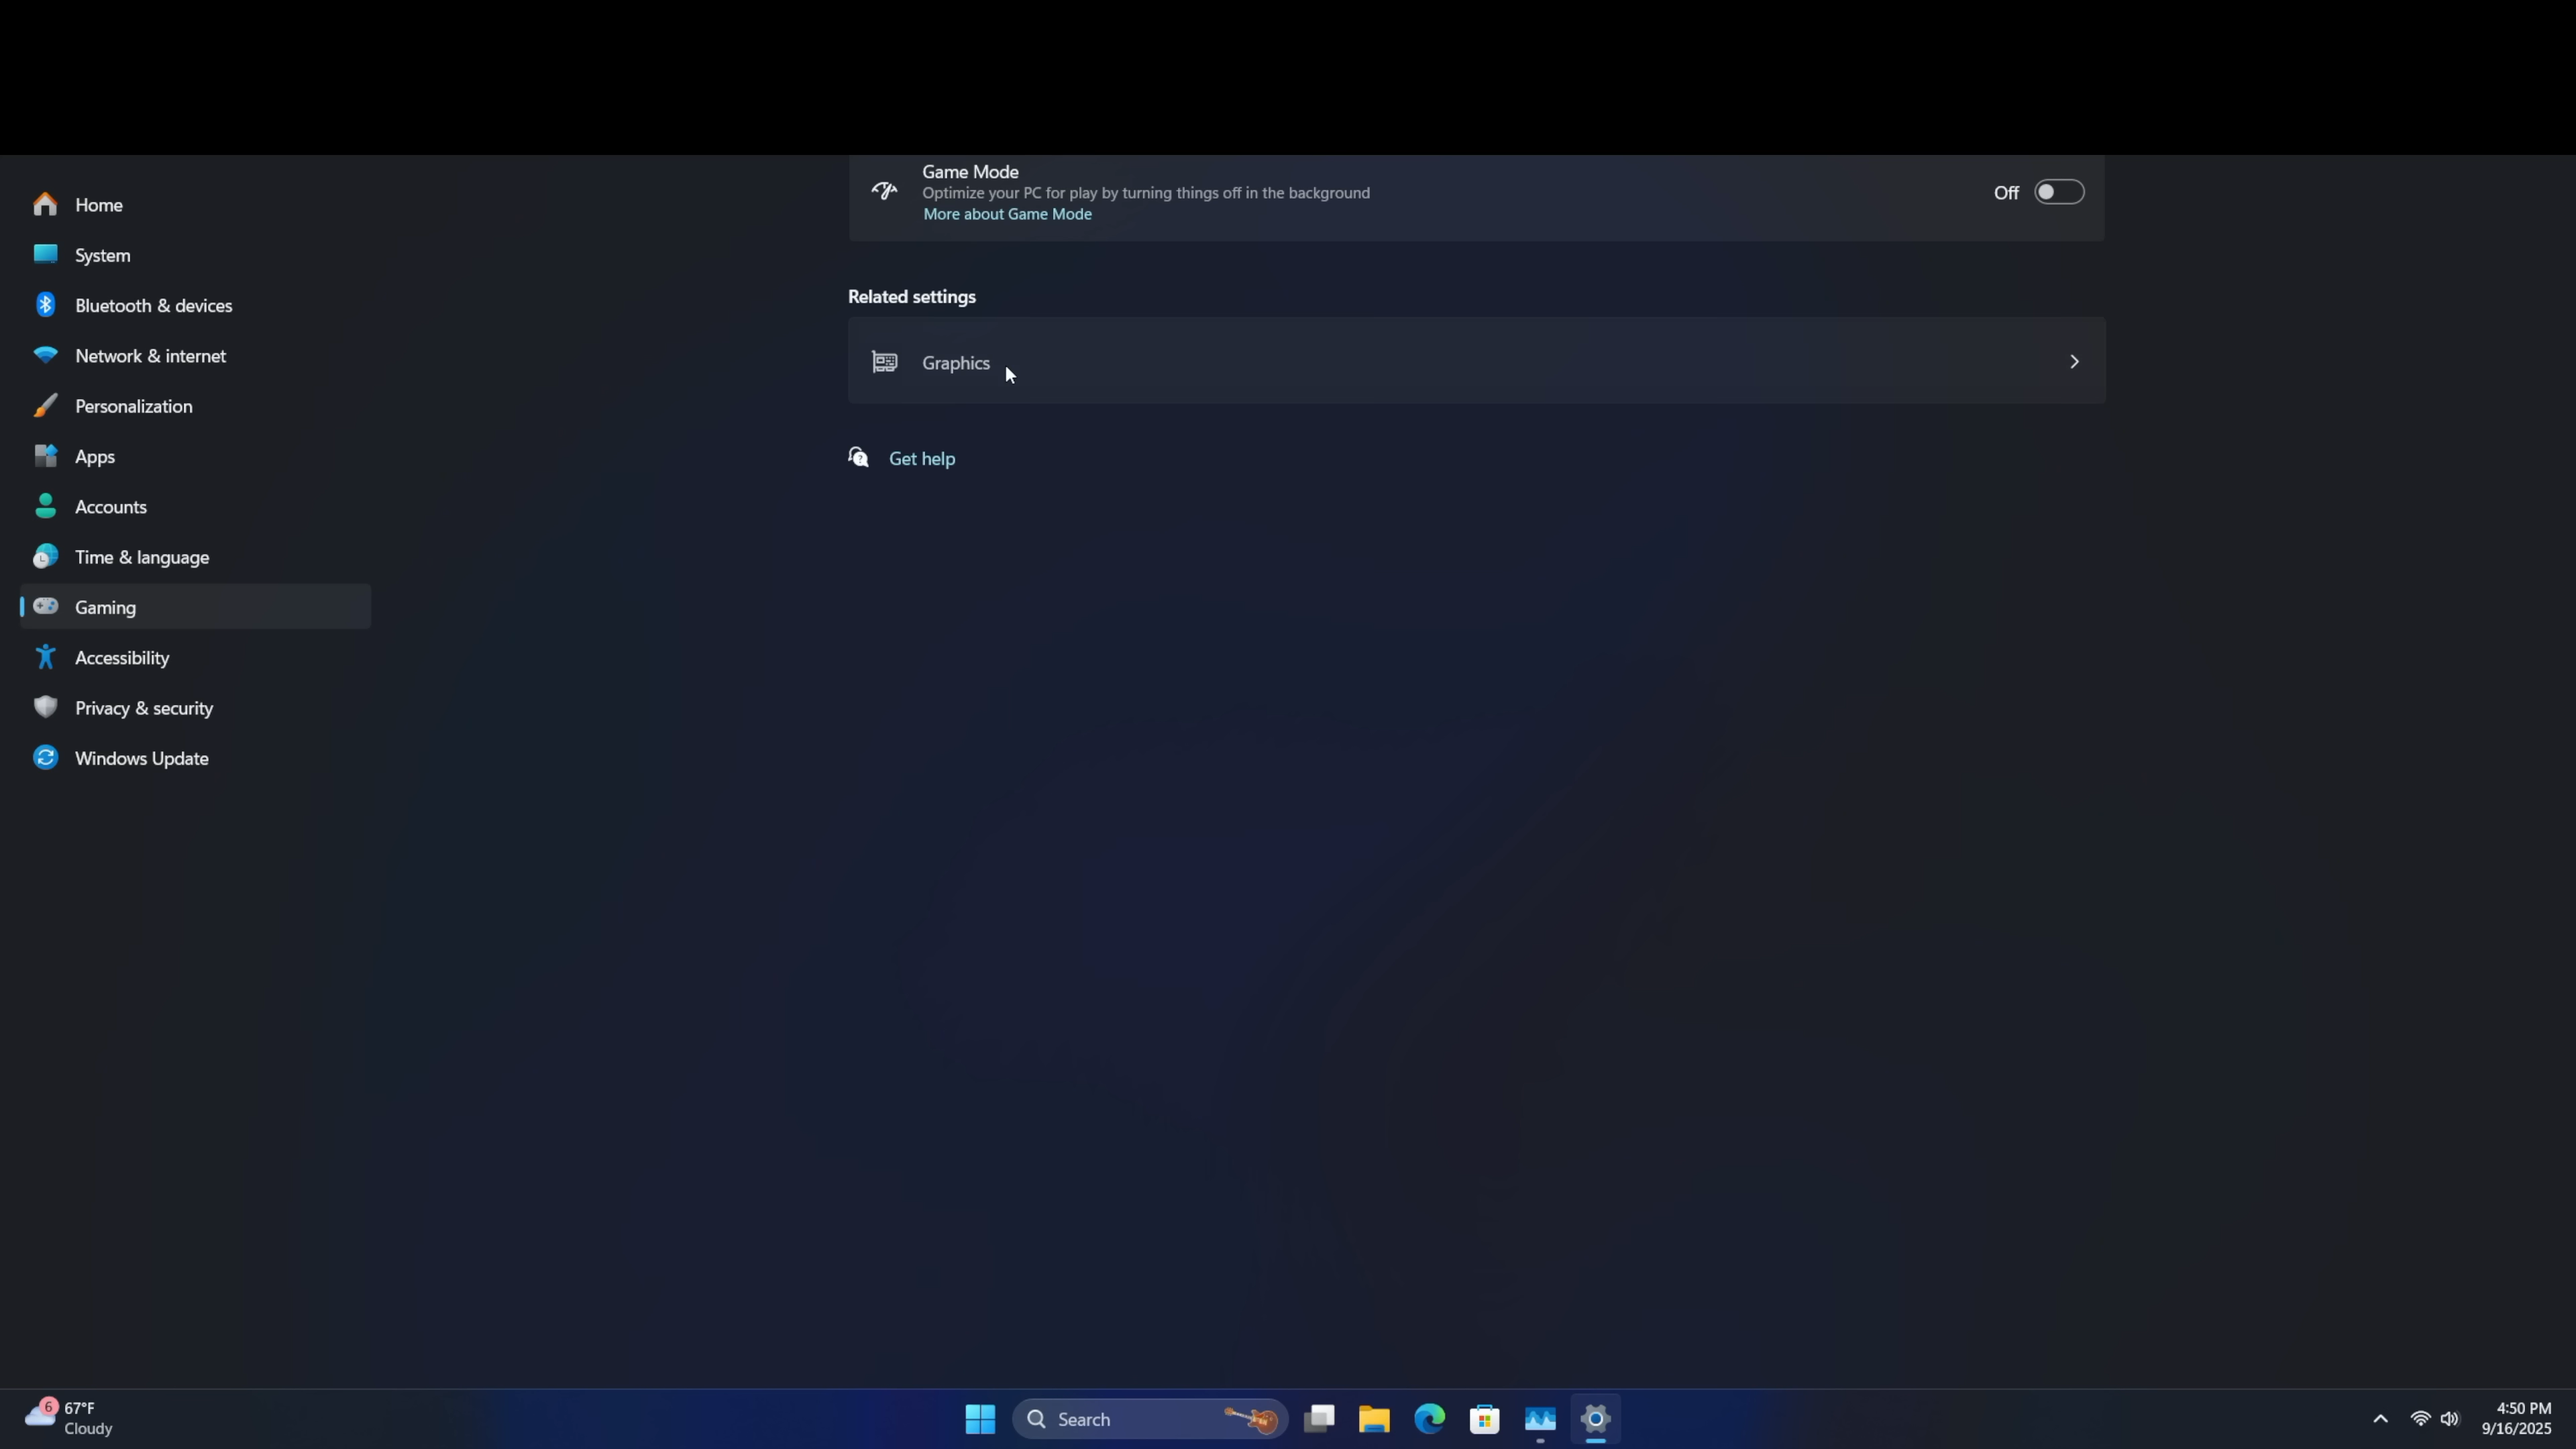 Game Mode
Optimize your PC for play by turning things off in the background
More about Game Mode
Off
Home
System
Bluetooth & devices
Network & internet
Personalization
Apps
Accounts
Time & language
Gaming
Accessibility
Privacy & security
Windows Update
Related settings
Graphics
Get help
6
67°F
Cloudy
Search
4:50 PM
9/16/2025